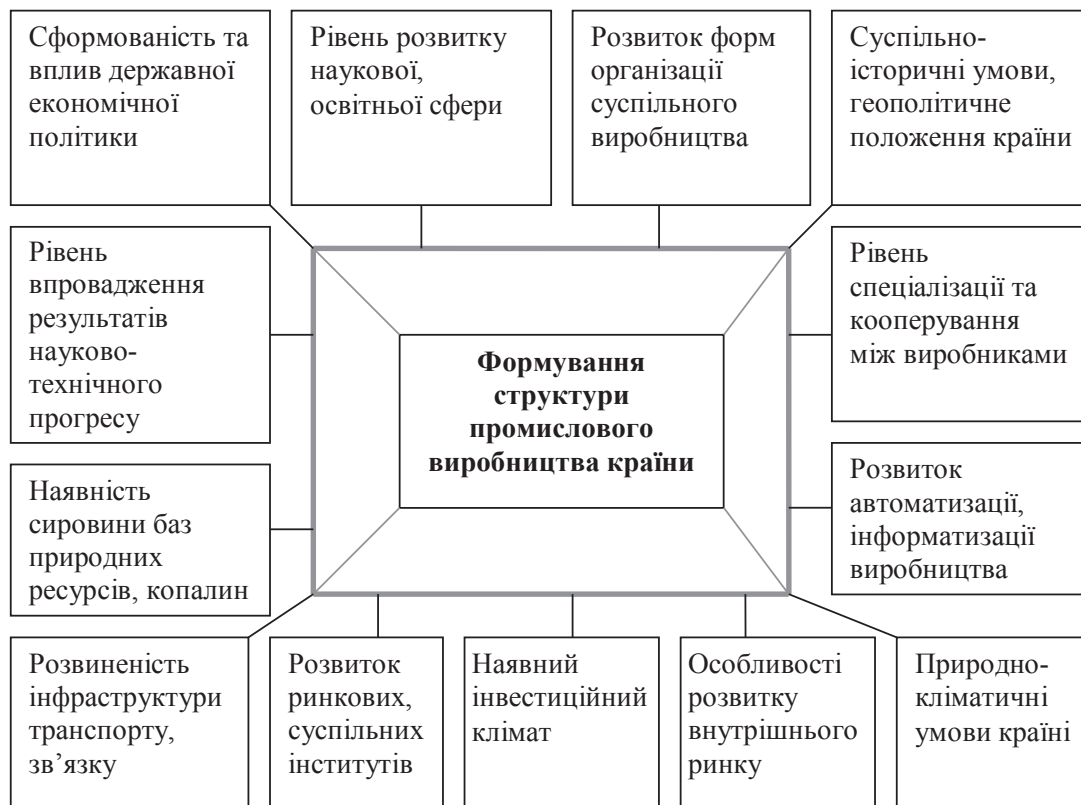 Сформованість та
вплив державної
економічної
політики
Рівень розвитку
наукової,
освітньої сфери
Розвиток форм
організації
суспільного
виробництва
Суспільно-
історичні умови,
геополітичне
положення країни
Рівень
впровадження
результатів
науково-
технічного
прогресу
Формування
структури
промислового
виробництва країни
Рівень
спеціалізації та
кооперування
між виробниками
Наявність
сировини баз
природних
ресурсів, копалин
Розвиток
автоматизації,
інформатизації
виробництва
Розвиненість
інфраструктури
транспорту,
зв’язку
Розвиток
ринкових,
суспільних
інститутів
Наявний
інвестиційний
клімат
Особливості
розвитку
внутрішнього
ринку
Природно-
кліматичні
умови країні